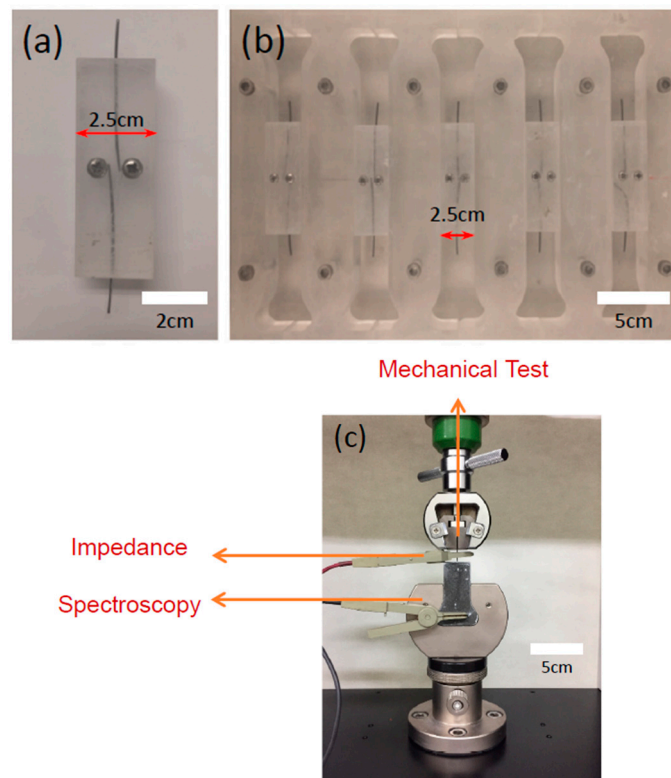 (a)
2.5cm
2cm
(b)
2.5cm
5cm
Mechanical Test
(c)
Impedance
Spectroscopy
5cm